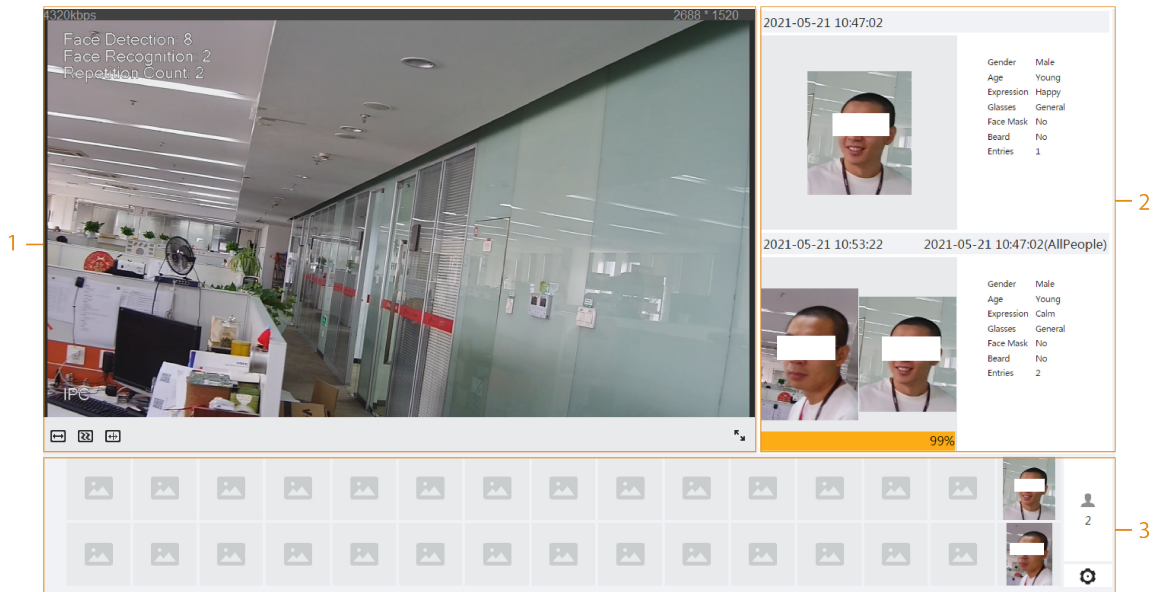 4320kbps 2688 * 1520
Face Detection: 8
Face Recognition: 2
Repetition Count: 2
IPC
1
2021-05-21 10:47:02
Gender Male
Age Young
Expression Happy
Glasses General
Face Mask No
Beard No
Entries 1
2
2021-05-21 10:53:22 2021-05-21 10:47:02(AllPeople)
Gender Male
Age Young
Expression Calm
Glasses General
Face Mask No
Beard No
Entries 2
99%
2
3